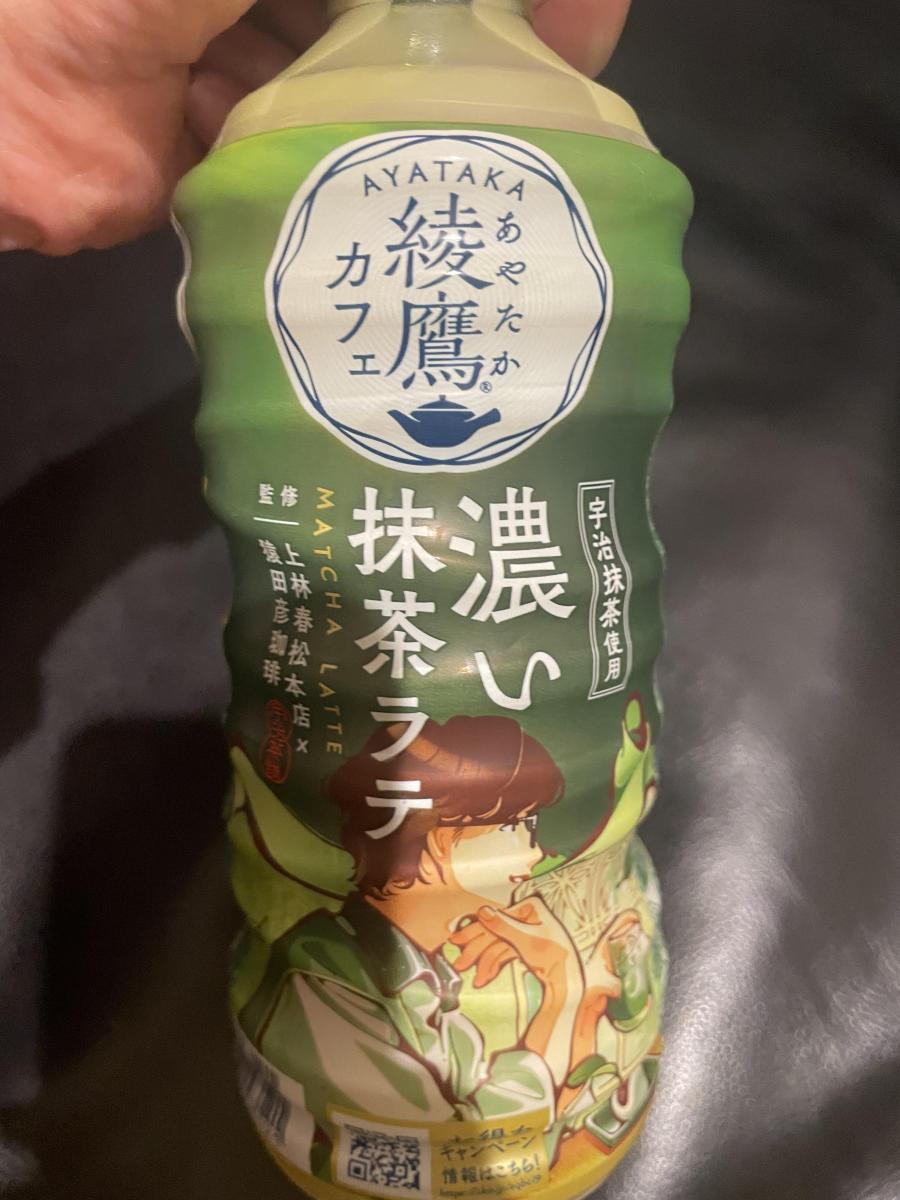 AYATAKA
綾鷹
あやたか
カフェ
®
宇治抹茶使用
濃い
抹茶ラテ
MATCHA LATTE
監修
上林春松本店×
猿田彦珈琲
キャンペーン
情報はこちら!